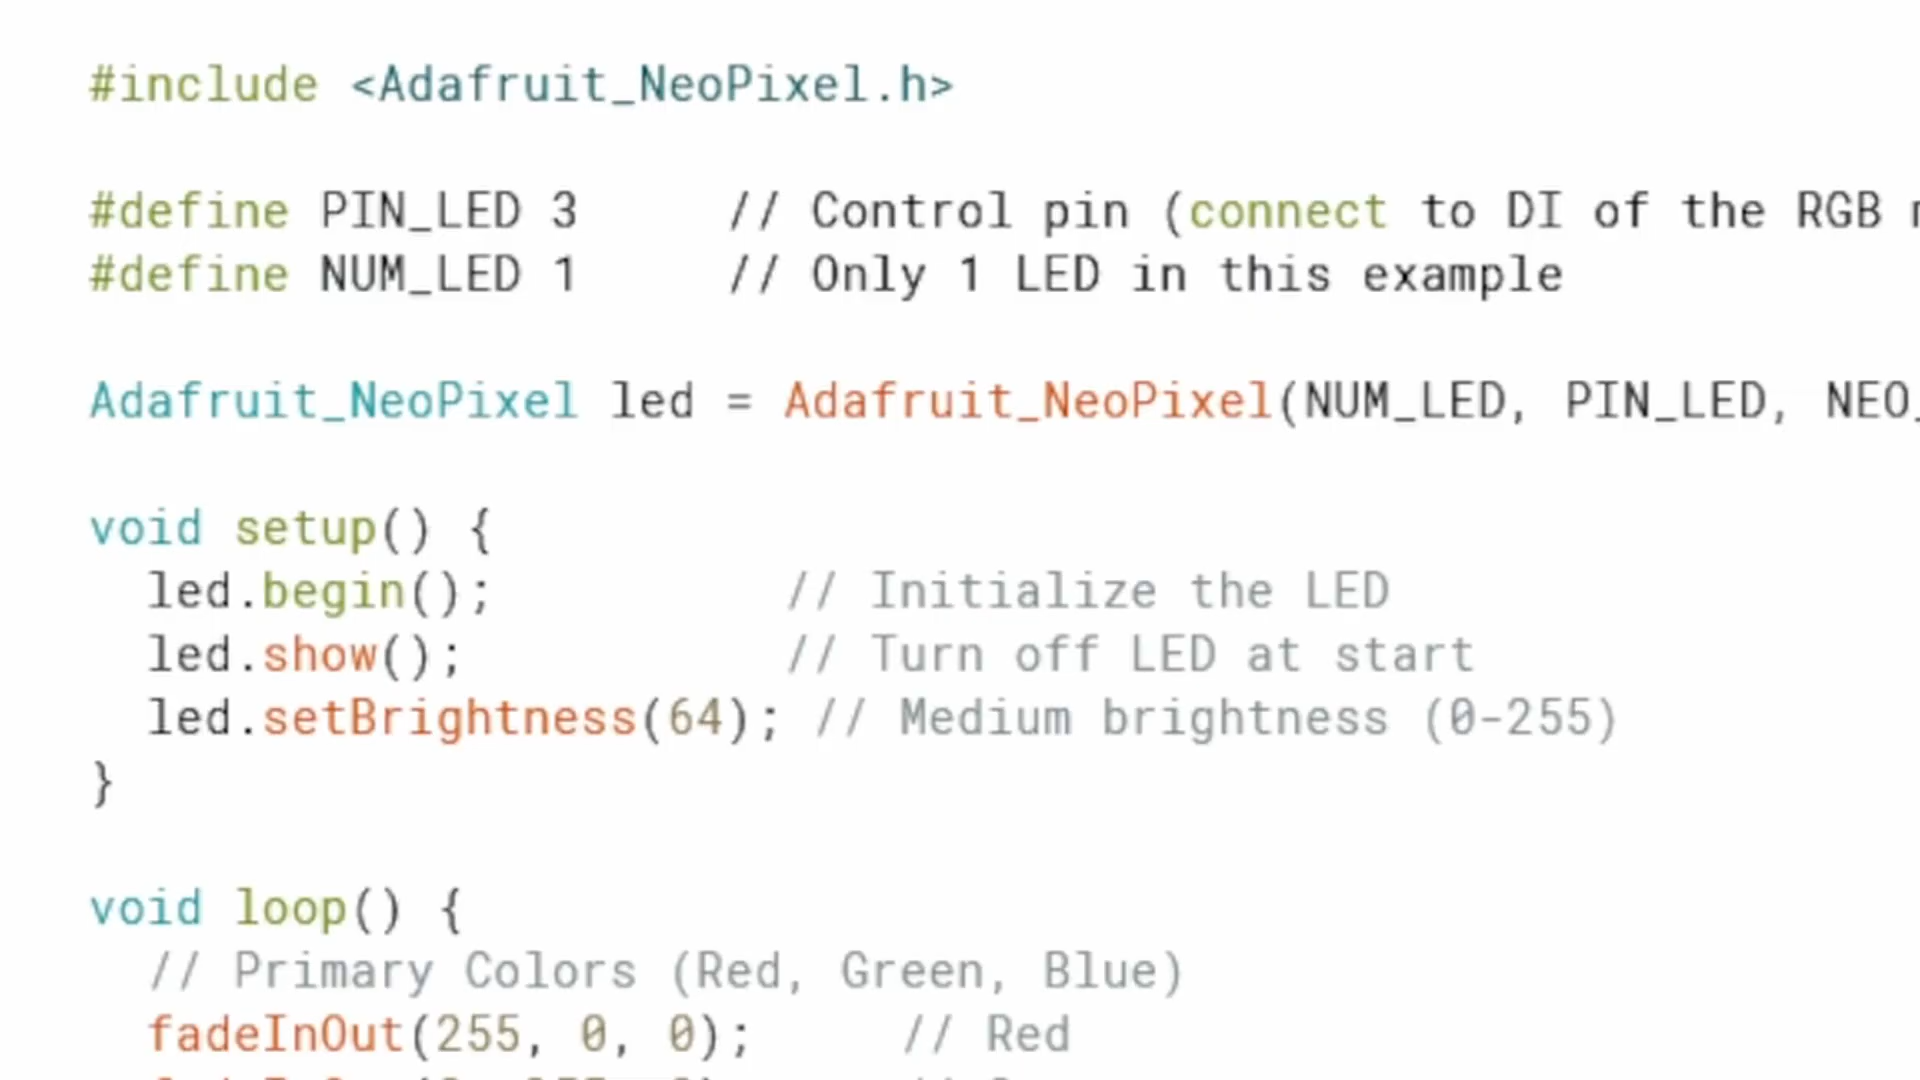 #include <Adafruit_NeoPixel.h>
#define PIN_LED 3     // Control pin (connect to DI of the RGB
#define NUM_LED 1     // Only 1 LED in this example
Adafruit_NeoPixel led = Adafruit_NeoPixel(NUM_LED, PIN_LED, NEO_
void setup() {
  led.begin();          // Initialize the LED
  led.show();           // Turn off LED at start
  led.setBrightness(64); // Medium brightness (0-255)
}
void loop() {
  // Primary Colors (Red, Green, Blue)
  fadeInOut(255, 0, 0);     // Red